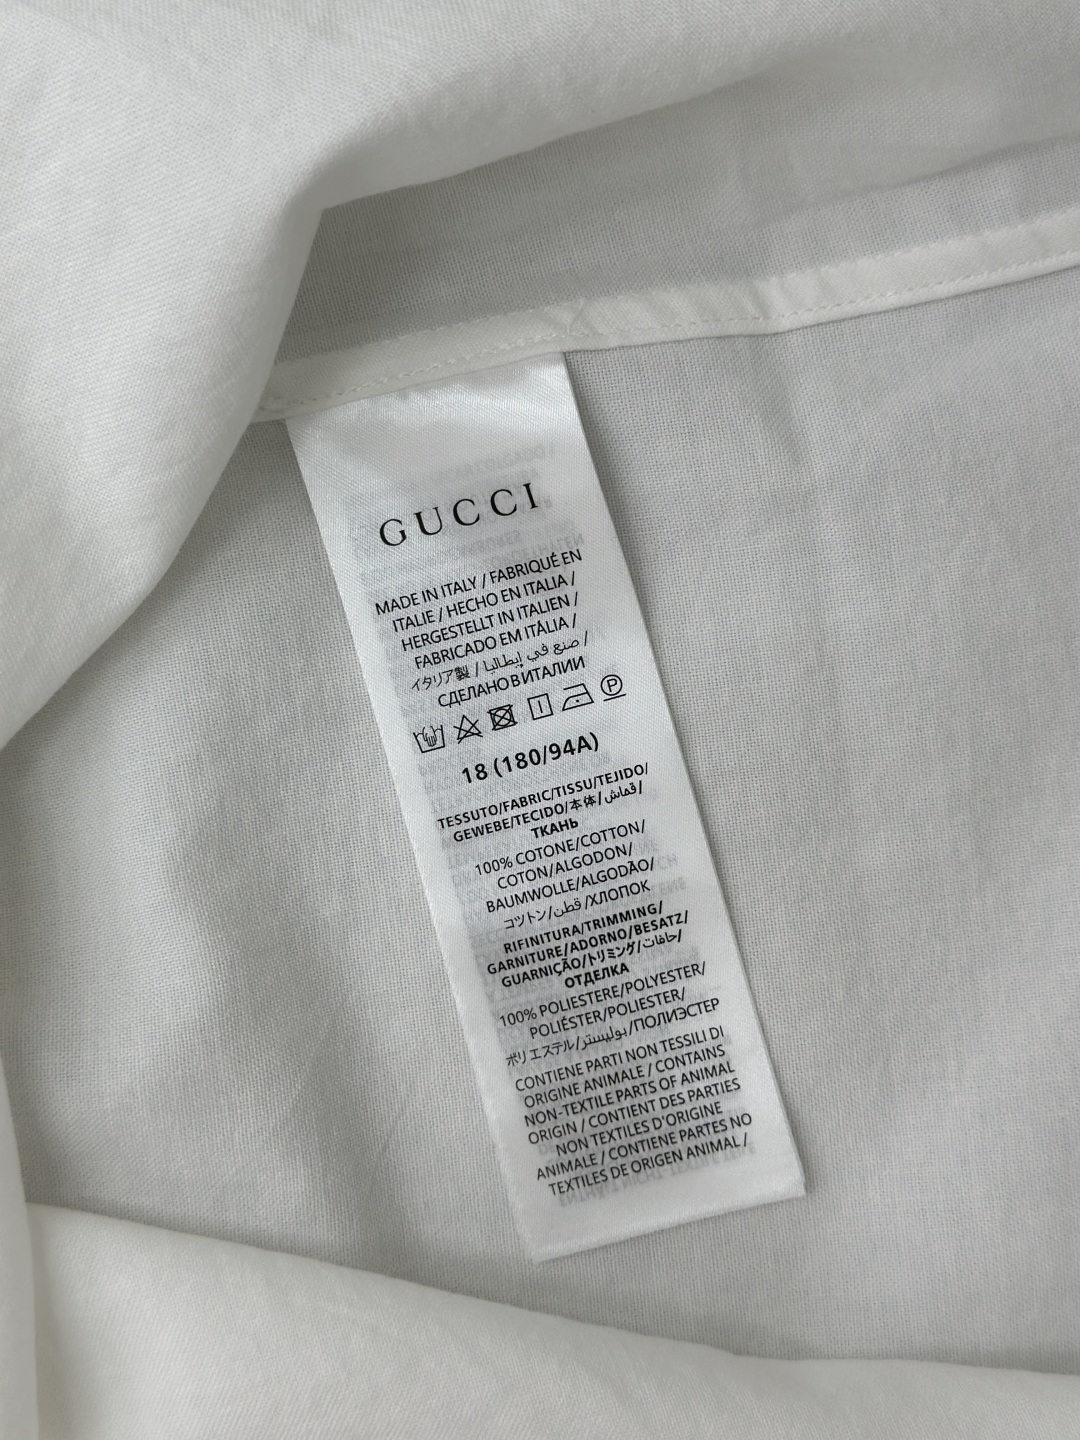 GUCCI
MADE IN ITALY / FABRIQUÉ EN
ITALIE / HECHO EN ITALIA /
HERGESTELLT IN ITALIEN /
FABRICADO EM ITÁLIA /
イタリア製 / صنع في إيطاليا /
СДЕЛАНО В ИТАЛИИ
P
18 (180/94A)
TESSUTO/FABRIC/TISSU/TEJIDO/
GEWEBE/TECIDO/本体/قماش/
ТКАНЬ
100% COTONE/COTTON/
COTON/ALGODON/
BAUMWOLLE/ALGODÃO/
コットン/قطن/ХЛОПОК
RIFINITURA/TRIMMING/
GARNITURE/ADORNO/BESATZ/
GUARNIÇÃO/トリミング/حافات/
ОТДЕЛКА
100% POLIESTERE/POLYESTER/
POLIÉSTER/POLIESTER/
ポリエステル/بوليستر/ПОЛИЭСТЕР
CONTIENE PARTI NON TESSILI DI
ORIGINE ANIMALE / CONTAINS
NON-TEXTILE PARTS OF ANIMAL
ORIGIN / CONTIENT DES PARTIES
NON TEXTILES D'ORIGINE
ANIMALE / CONTIENE PARTES NO
TEXTILES DE ORIGEN ANIMAL /